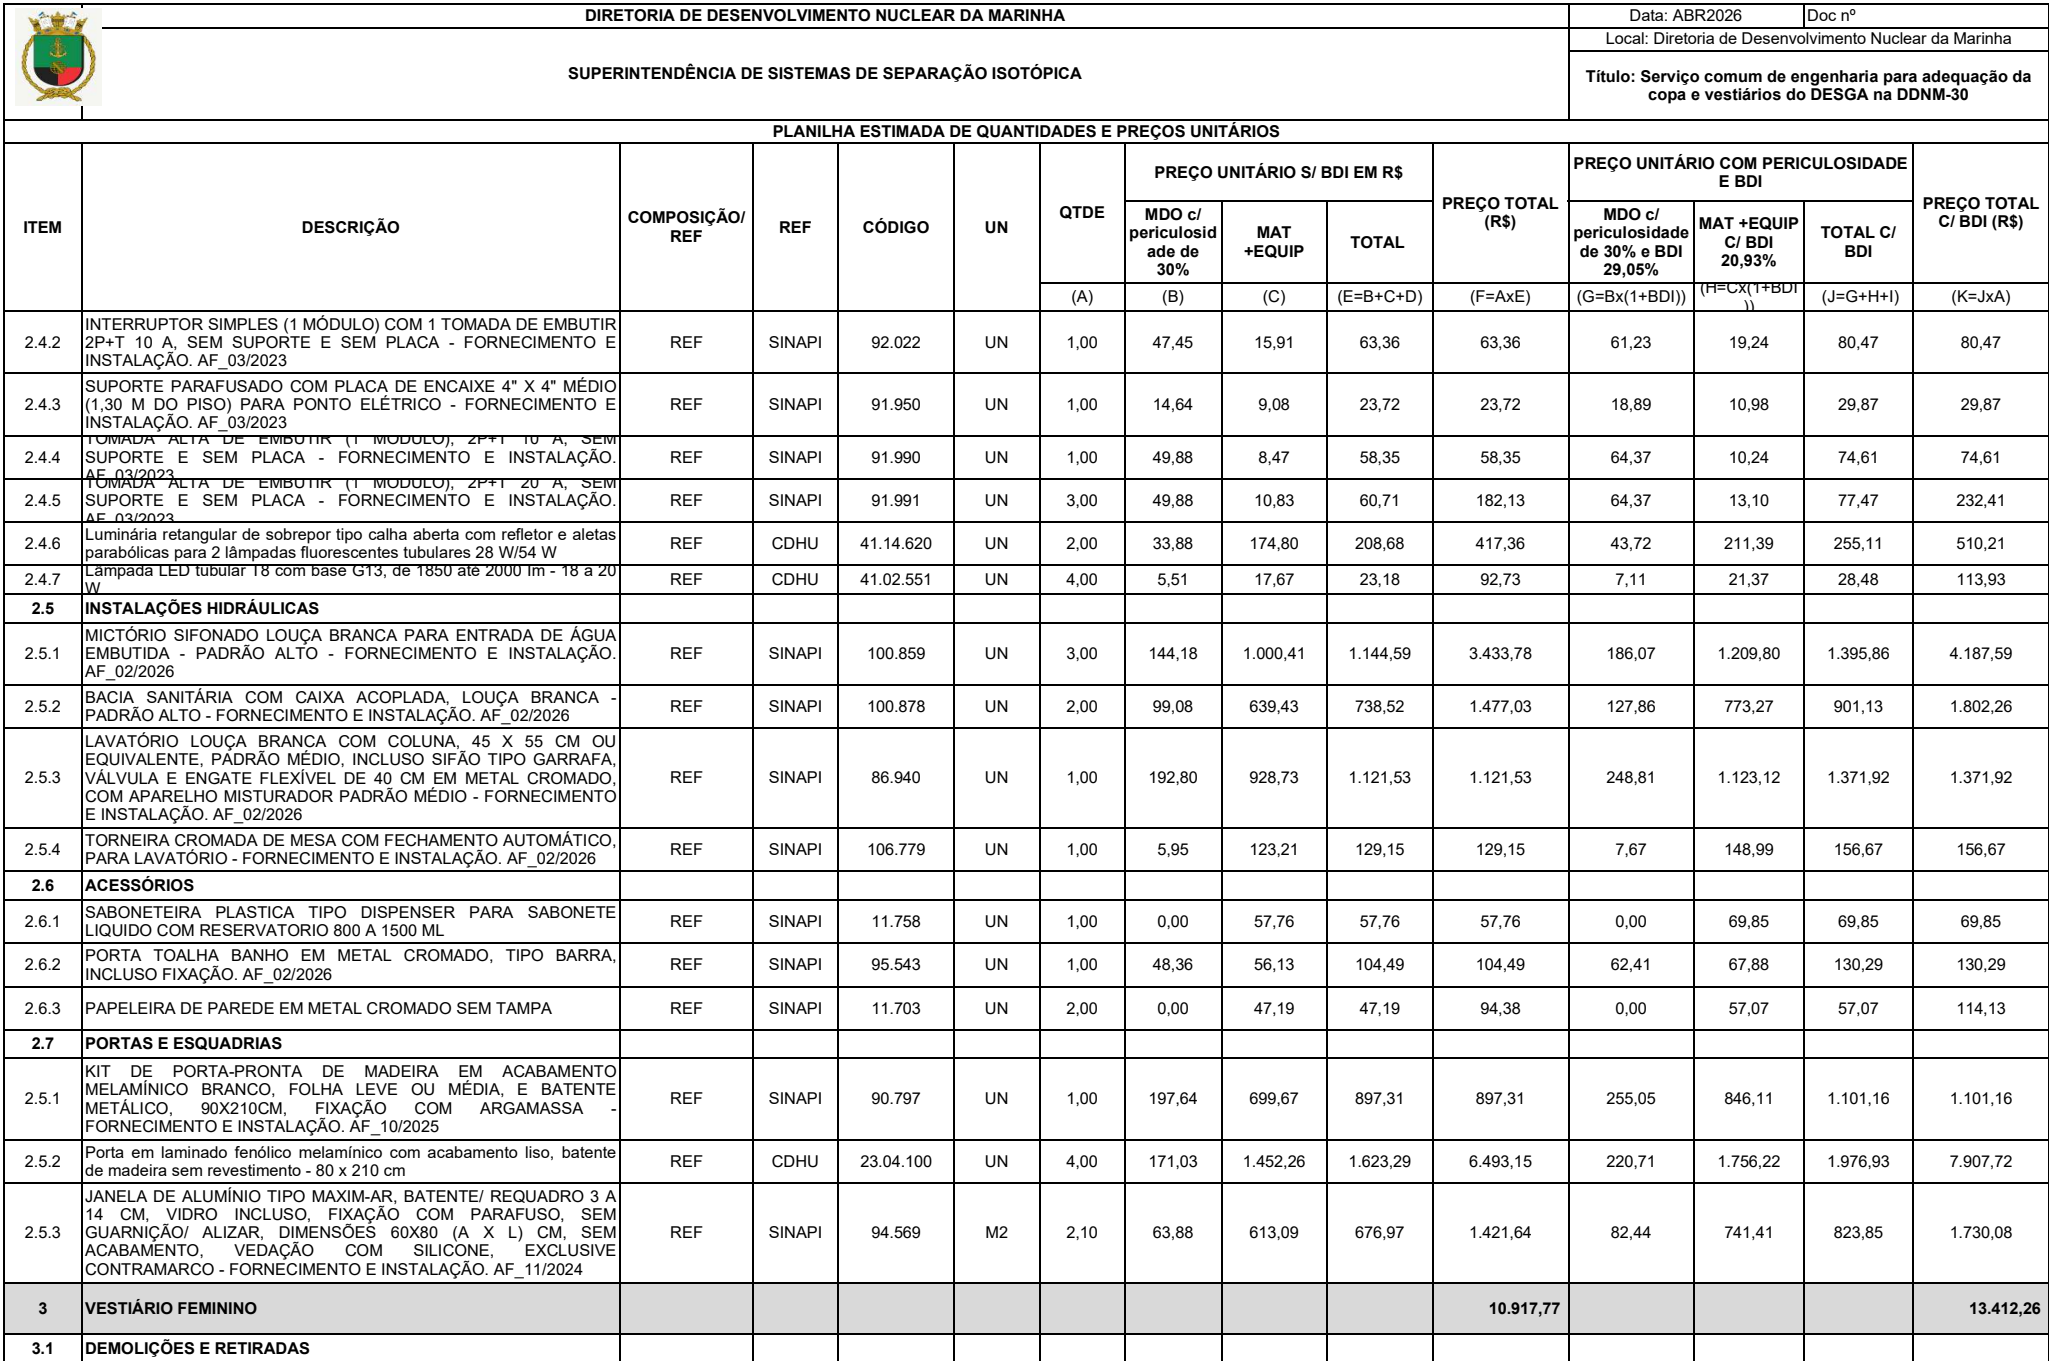 DIRETORIA DE DESENVOLVIMENTO NUCLEAR DA MARINHA
Data: ABR2026 Doc nº
Local: Diretoria de Desenvolvimento Nuclear da Marinha
SUPERINTENDÊNCIA DE SISTEMAS DE SEPARAÇÃO ISOTÓPICA
Título: Serviço comum de engenharia para adequação da
copa e vestiários do DESGA na DDNM-30
PLANILHA ESTIMADA DE QUANTIDADES E PREÇOS UNITÁRIOS
ITEM
DESCRIÇÃO
COMPOSIÇÃO/
REF
REF
CÓDIGO
UN
QTDE
PREÇO UNITÁRIO S/ BDI EM R$
MDO c/
periculosid
ade de
30%
MAT
+EQUIP
TOTAL
PREÇO TOTAL
(R$)
PREÇO UNITÁRIO COM PERICULOSIDADE
E BDI
MDO c/
periculosidade
de 30% e BDI
29,05%
MAT +EQUIP
C/ BDI
20,93%
TOTAL C/
BDI
PREÇO TOTAL
C/ BDI (R$)
(A) (B) (C) (E=B+C+D) (F=AxE) (G=Bx(1+BDI)) (H=Cx(1+BDI
)) (J=G+H+I) (K=JxA)
2.4.2
INTERRUPTOR SIMPLES (1 MÓDULO) COM 1 TOMADA DE EMBUTIR
2P+T 10 A, SEM SUPORTE E SEM PLACA - FORNECIMENTO E
INSTALAÇÃO. AF_03/2023
REF SINAPI 92.022 UN 1,00 47,45 15,91 63,36 63,36 61,23 19,24 80,47 80,47
2.4.3
SUPORTE PARAFUSADO COM PLACA DE ENCAIXE 4" X 4" MÉDIO
(1,30 M DO PISO) PARA PONTO ELÉTRICO - FORNECIMENTO E
INSTALAÇÃO. AF_03/2023
REF SINAPI 91.950 UN 1,00 14,64 9,08 23,72 23,72 18,89 10,98 29,87 29,87
2.4.4
TOMADA ALTA DE EMBUTIR (1 MÓDULO), 2P+T 10 A, SEM
SUPORTE E SEM PLACA - FORNECIMENTO E INSTALAÇÃO.
AF_03/2023
REF SINAPI 91.990 UN 1,00 49,88 8,47 58,35 58,35 64,37 10,24 74,61 74,61
2.4.5
TOMADA ALTA DE EMBUTIR (1 MÓDULO), 2P+T 20 A, SEM
SUPORTE E SEM PLACA - FORNECIMENTO E INSTALAÇÃO.
AF_03/2023
REF SINAPI 91.991 UN 3,00 49,88 10,83 60,71 182,13 64,37 13,10 77,47 232,41
2.4.6
Luminária retangular de sobrepor tipo calha aberta com refletor e aletas
parabólicas para 2 lâmpadas fluorescentes tubulares 28 W/54 W
REF CDHU 41.14.620 UN 2,00 33,88 174,80 208,68 417,36 43,72 211,39 255,11 510,21
2.4.7
Lâmpada LED tubular T8 com base G13, de 1850 até 2000 lm - 18 a 20
W
REF CDHU 41.02.551 UN 4,00 5,51 17,67 23,18 92,73 7,11 21,37 28,48 113,93
2.5 INSTALAÇÕES HIDRÁULICAS
2.5.1
MICTÓRIO SIFONADO LOUÇA BRANCA PARA ENTRADA DE ÁGUA
EMBUTIDA - PADRÃO ALTO - FORNECIMENTO E INSTALAÇÃO.
AF_02/2026
REF SINAPI 100.859 UN 3,00 144,18 1.000,41 1.144,59 3.433,78 186,07 1.209,80 1.395,86 4.187,59
2.5.2
BACIA SANITÁRIA COM CAIXA ACOPLADA, LOUÇA BRANCA -
PADRÃO ALTO - FORNECIMENTO E INSTALAÇÃO. AF_02/2026
REF SINAPI 100.878 UN 2,00 99,08 639,43 738,52 1.477,03 127,86 773,27 901,13 1.802,26
2.5.3
LAVATÓRIO LOUÇA BRANCA COM COLUNA, 45 X 55 CM OU
EQUIVALENTE, PADRÃO MÉDIO, INCLUSO SIFÃO TIPO GARRAFA,
VÁLVULA E ENGATE FLEXÍVEL DE 40 CM EM METAL CROMADO,
COM APARELHO MISTURADOR PADRÃO MÉDIO - FORNECIMENTO
E INSTALAÇÃO. AF_02/2026
REF SINAPI 86.940 UN 1,00 192,80 928,73 1.121,53 1.121,53 248,81 1.123,12 1.371,92 1.371,92
2.5.4
TORNEIRA CROMADA DE MESA COM FECHAMENTO AUTOMÁTICO,
PARA LAVATÓRIO - FORNECIMENTO E INSTALAÇÃO. AF_02/2026
REF SINAPI 106.779 UN 1,00 5,95 123,21 129,15 129,15 7,67 148,99 156,67 156,67
2.6 ACESSÓRIOS
2.6.1
SABONETEIRA PLASTICA TIPO DISPENSER PARA SABONETE
LIQUIDO COM RESERVATORIO 800 A 1500 ML
REF SINAPI 11.758 UN 1,00 0,00 57,76 57,76 57,76 0,00 69,85 69,85 69,85
2.6.2
PORTA TOALHA BANHO EM METAL CROMADO, TIPO BARRA,
INCLUSO FIXAÇÃO. AF_02/2026
REF SINAPI 95.543 UN 1,00 48,36 56,13 104,49 104,49 62,41 67,88 130,29 130,29
2.6.3 PAPELEIRA DE PAREDE EM METAL CROMADO SEM TAMPA REF SINAPI 11.703 UN 2,00 0,00 47,19 47,19 94,38 0,00 57,07 57,07 114,13
2.7 PORTAS E ESQUADRIAS
2.5.1
KIT DE PORTA-PRONTA DE MADEIRA EM ACABAMENTO
MELAMÍNICO BRANCO, FOLHA LEVE OU MÉDIA, E BATENTE
METÁLICO, 90X210CM, FIXAÇÃO COM ARGAMASSA -
FORNECIMENTO E INSTALAÇÃO. AF_10/2025
REF SINAPI 90.797 UN 1,00 197,64 699,67 897,31 897,31 255,05 846,11 1.101,16 1.101,16
2.5.2
Porta em laminado fenólico melamínico com acabamento liso, batente
de madeira sem revestimento - 80 x 210 cm
REF CDHU 23.04.100 UN 4,00 171,03 1.452,26 1.623,29 6.493,15 220,71 1.756,22 1.976,93 7.907,72
2.5.3
JANELA DE ALUMÍNIO TIPO MAXIM-AR, BATENTE/ REQUADRO 3 A
14 CM, VIDRO INCLUSO, FIXAÇÃO COM PARAFUSO, SEM
GUARNIÇÃO/ ALIZAR, DIMENSÕES 60X80 (A X L) CM, SEM
ACABAMENTO, VEDAÇÃO COM SILICONE, EXCLUSIVE
CONTRAMARCO - FORNECIMENTO E INSTALAÇÃO. AF_11/2024
REF SINAPI 94.569 M2 2,10 63,88 613,09 676,97 1.421,64 82,44 741,41 823,85 1.730,08
3 VESTIÁRIO FEMININO 10.917,77 13.412,26
3.1 DEMOLIÇÕES E RETIRADAS